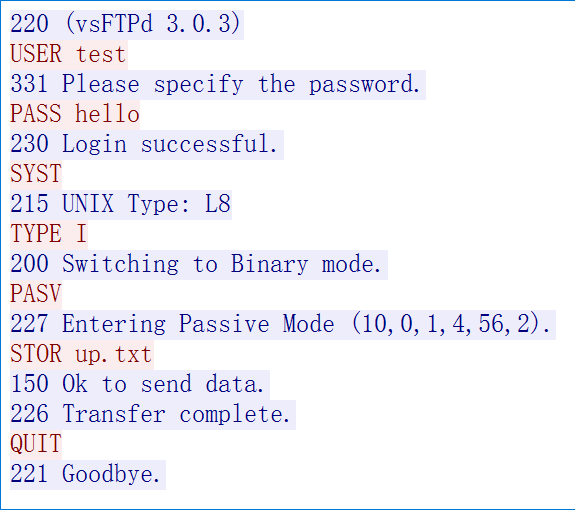 220 (vsFTPd 3.0.3)
USER test
331 Please specify the password.
PASS hello
230 Login successful.
SYST
215 UNIX Type: L8
TYPE I
200 Switching to Binary mode.
PASV
227 Entering Passive Mode (10,0,1,4,56,2).
STOR up.txt
150 Ok to send data.
226 Transfer complete.
QUIT
221 Goodbye.